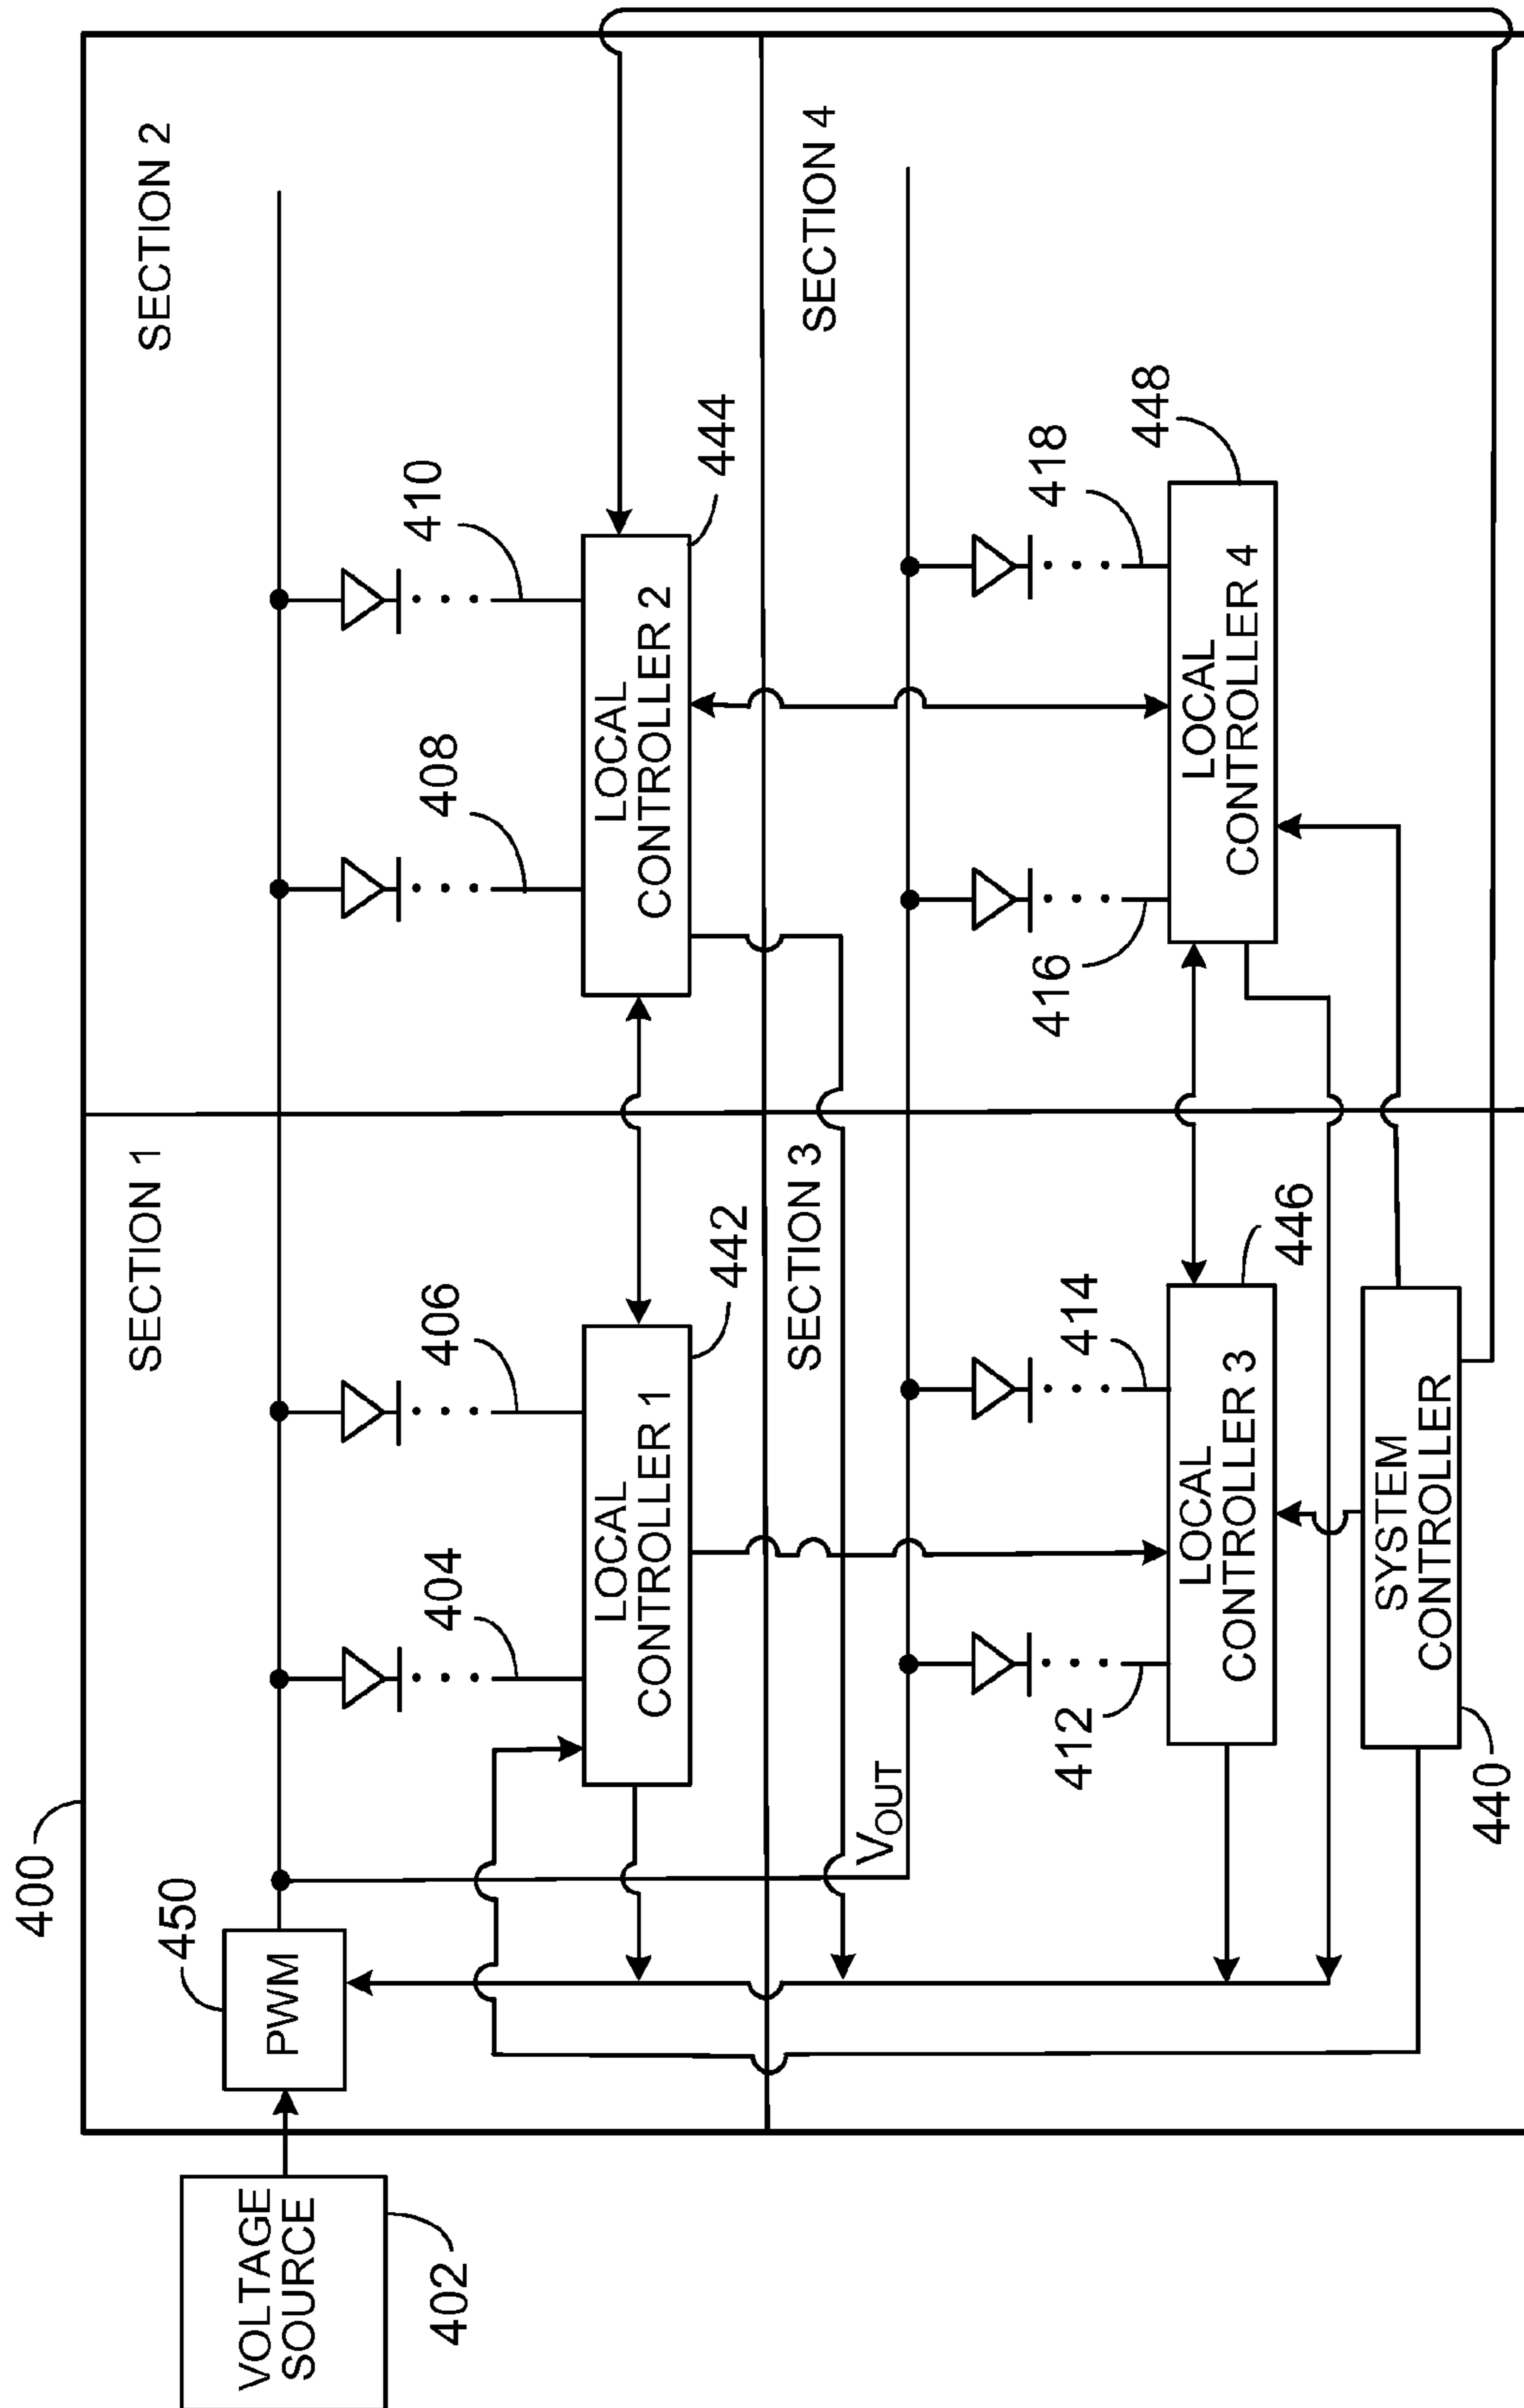 400
SECTION 1
SECTION 2
450
PWM
VOLTAGE
SOURCE
402
404
406
408
410
LOCAL
CONTROLLER 1
442
LOCAL
CONTROLLER 2
444
SECTION 3
SECTION 4
VOUT
412
414
416
418
LOCAL
CONTROLLER 3
446
LOCAL
CONTROLLER 4
448
SYSTEM
CONTROLLER
440